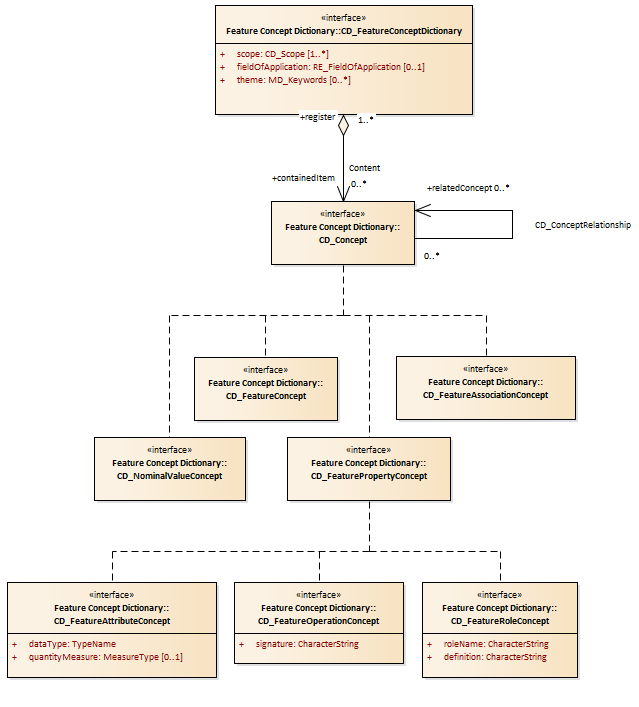 «interface»
Feature Concept Dictionary::CD_FeatureConceptDictionary
+ scope: CD_Scope [1..*]
+ fieldOfApplication: RE_FieldOfApplication [0..1]
+ theme: MD_Keywords [0..*]
+register
1..*
Content
+containedItem
0..*
+relatedConcept 0..*
«interface»
Feature Concept Dictionary::
CD_Concept
CD_ConceptRelationship
0..*
«interface»
Feature Concept Dictionary::
CD_FeatureConcept
«interface»
Feature Concept Dictionary::
CD_FeatureAssociationConcept
«interface»
Feature Concept Dictionary::
CD_NominalValueConcept
«interface»
Feature Concept Dictionary::
CD_FeaturePropertyConcept
«interface»
Feature Concept Dictionary::
CD_FeatureAttributeConcept
+ dataType: TypeName
+ quantityMeasure: MeasureType [0..1]
«interface»
Feature Concept Dictionary::
CD_FeatureOperationConcept
+ signature: CharacterString
«interface»
Feature Concept Dictionary::
CD_FeatureRoleConcept
+ roleName: CharacterString
+ definition: CharacterString